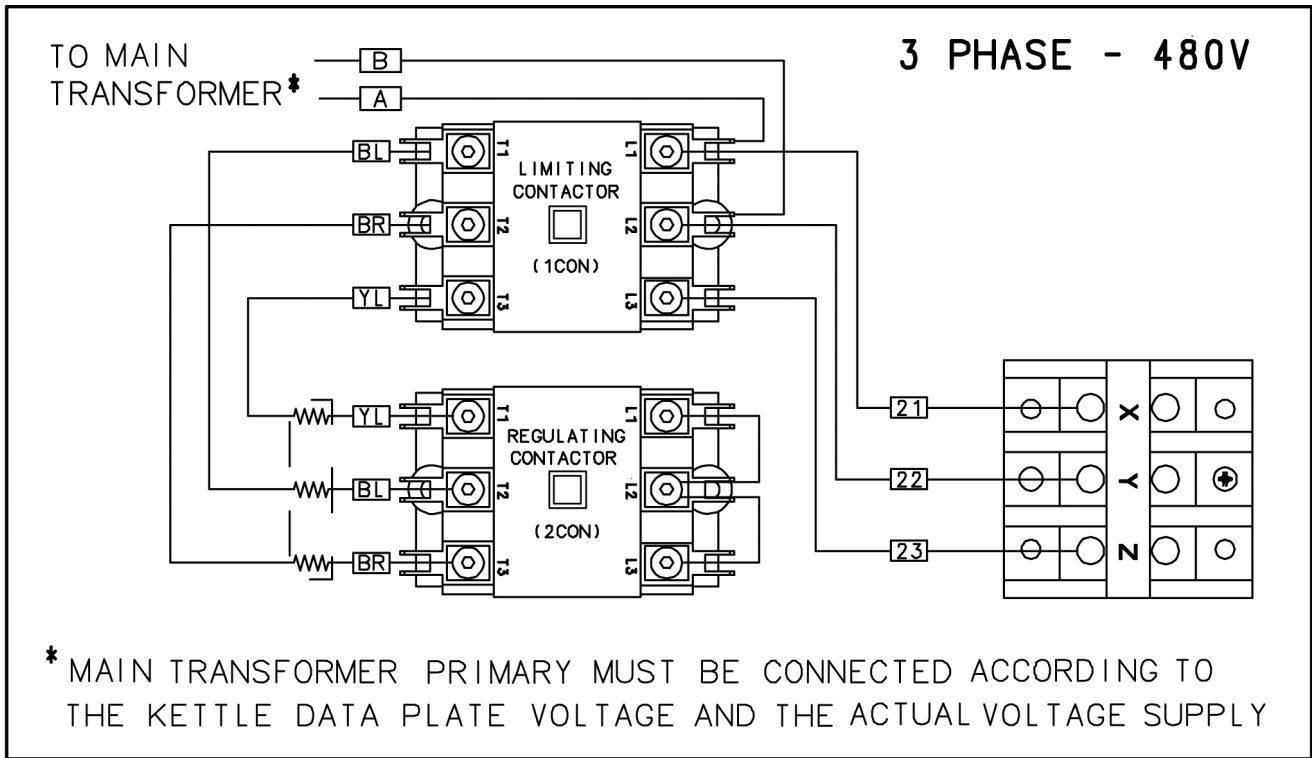 TO MAIN
TRANSFORMER*
3 PHASE - 480V
B
A
BL
BR
YL
T1
T2
T3
LIMITING
CONTACTOR
(1CON)
L1
L2
L3
YL
BL
BR
T1
T2
T3
REGULATING
CONTACTOR
(2CON)
L1
L2
L3
21
22
23
X
Y
Z
* MAIN TRANSFORMER PRIMARY MUST BE CONNECTED ACCORDING TO
THE KETTLE DATA PLATE VOLTAGE AND THE ACTUAL VOLTAGE SUPPLY